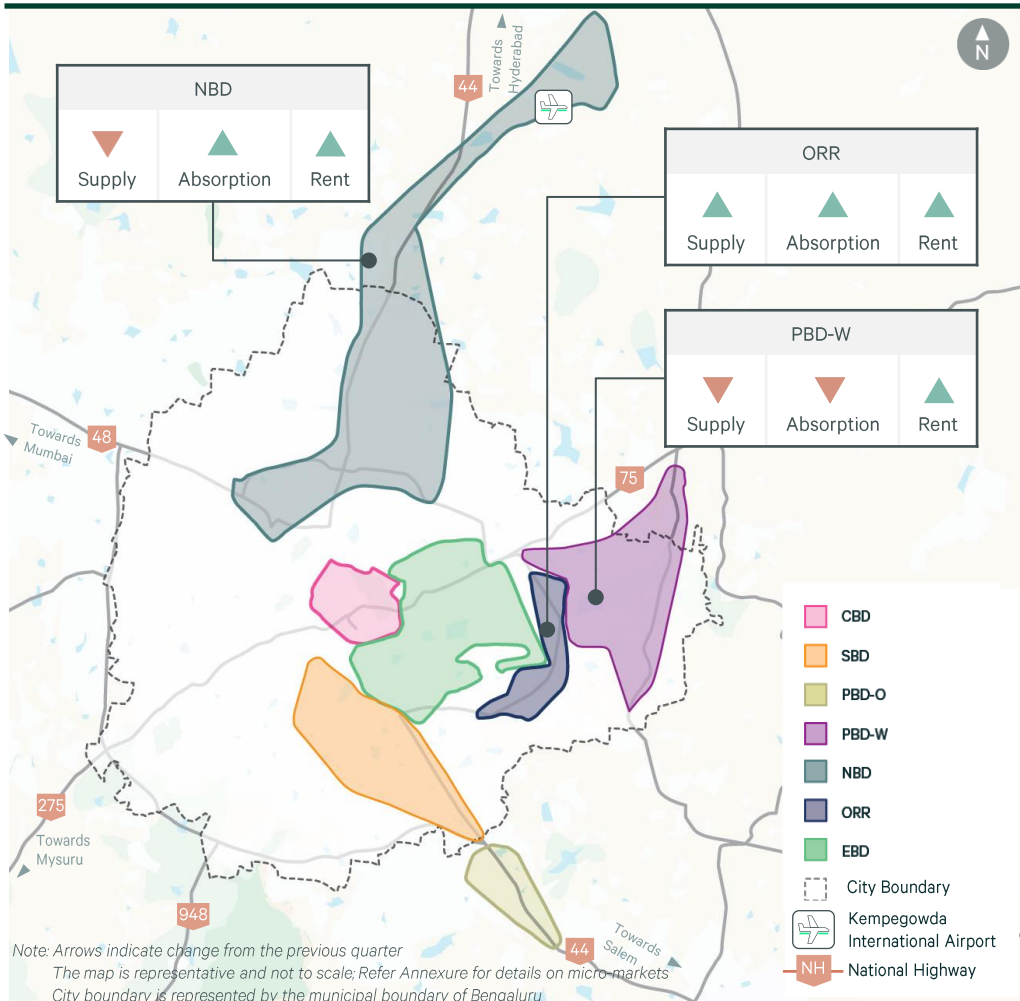 Towards
Hyderabad
N
44
NBD
Supply
Absorption
Rent
ORR
Supply
Absorption
Rent
PBD-W
Supply
Absorption
Rent
Towards
Mumbai
48
75
CBD
SBD
PBD-O
PBD-W
NBD
ORR
EBD
City Boundary
Kempegowda
International Airport
NH
National Highway
275
Towards
Mysuru
948
44
Towards
Salem
Note: Arrows indicate change from the previous quarter
The map is representative and not to scale; Refer Annexure for details on micro-markets
City boundary is represented by the municipal boundary of Bengaluru